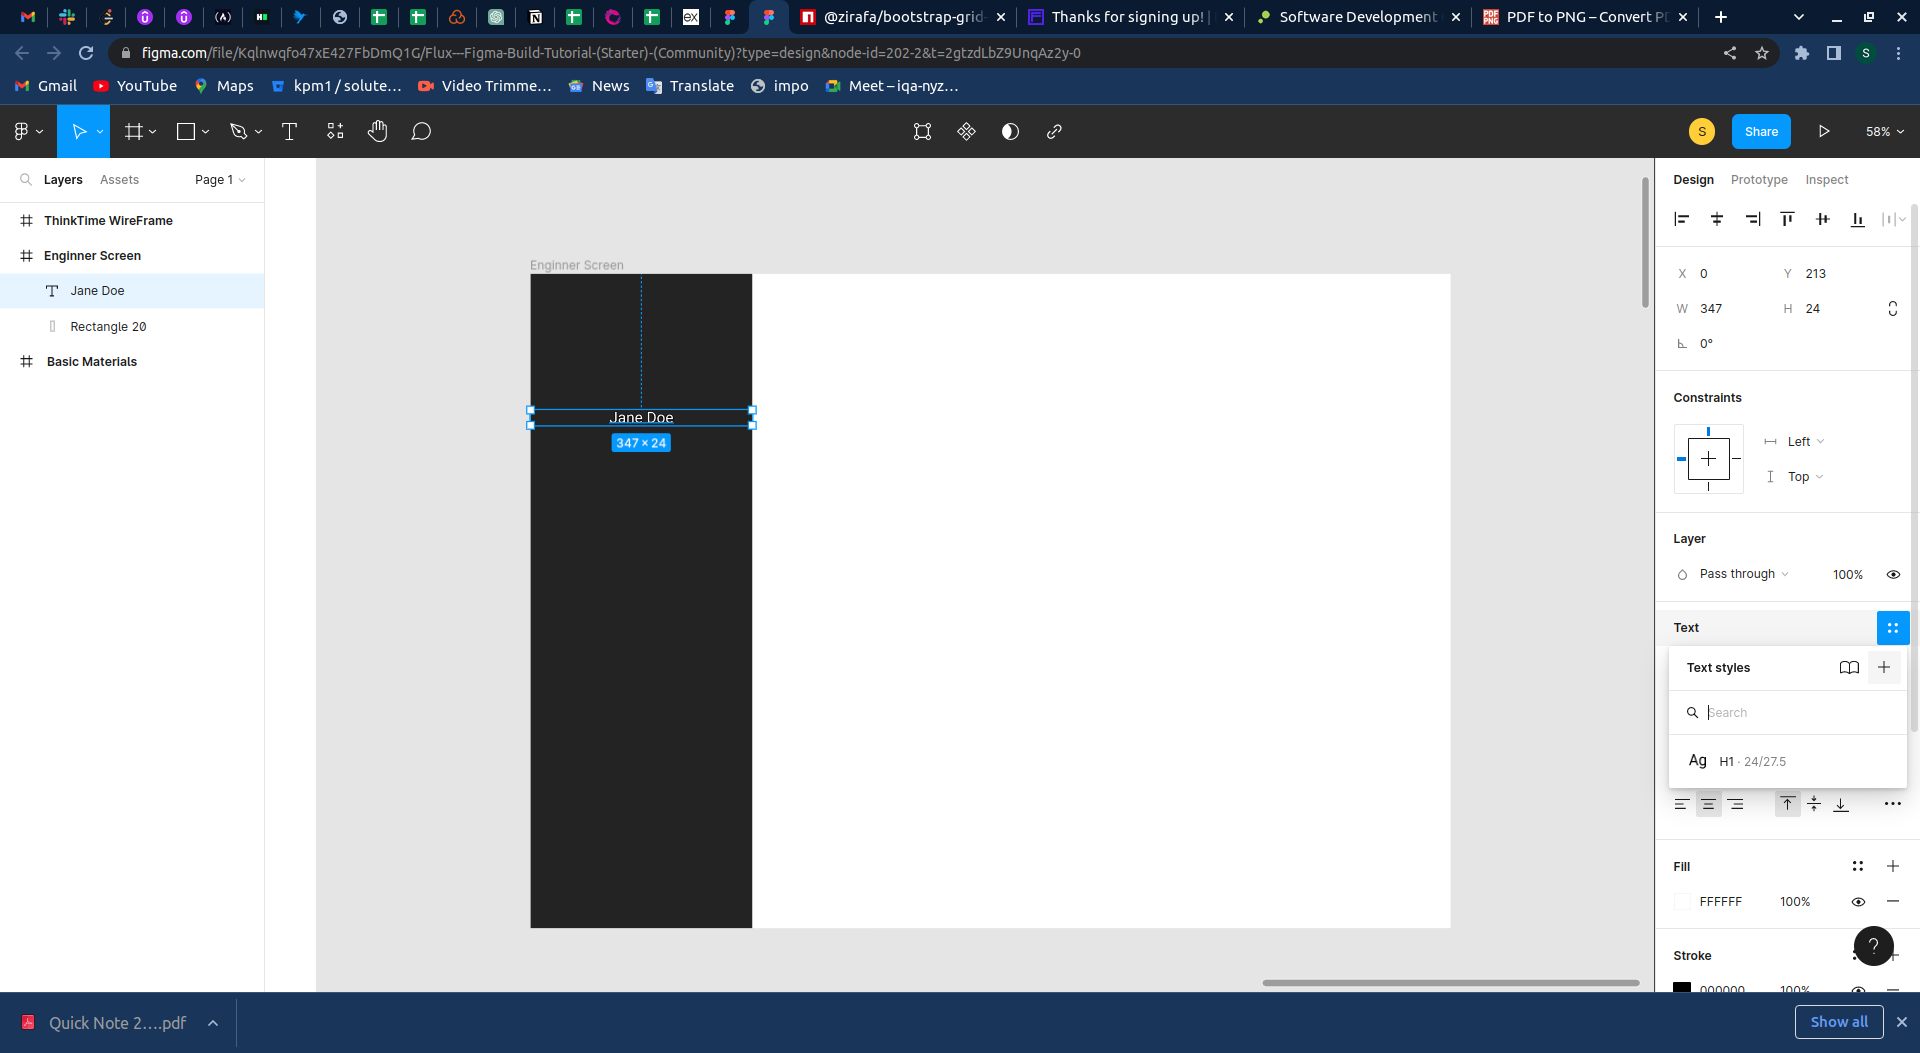 @zirafa/bootstrap-grid-
Thanks for signing up! |
Software Development
PDF to PNG – Convert PD
figma.com/file/Kqlnwqfo47xE427FbDmQ1G/Flux---Figma-Build-Tutorial-(Starter)-(Community)?type=design&node-id=202-2&t=2gtzdLbZ9UnqAz2y-0
S
Gmail
YouTube
Maps
kpm1 / solute...
Video Trimme...
News
Translate
impo
Meet – iqa-nyz...
S
Share
58%
Layers
Assets
Page 1
ThinkTime WireFrame
Enginner Screen
Jane Doe
Rectangle 20
Basic Materials
Enginner Screen
Jane Doe
347 × 24
Design
Prototype
Inspect
X 0
Y 213
W 347
H 24
0°
Constraints
Left
Top
Layer
Pass through
100%
Text
Text styles
Search
Ag H1 · 24/27.5
Fill
FFFFFF 100%
Stroke
000000 100%
?
Quick Note 2....pdf
Show all